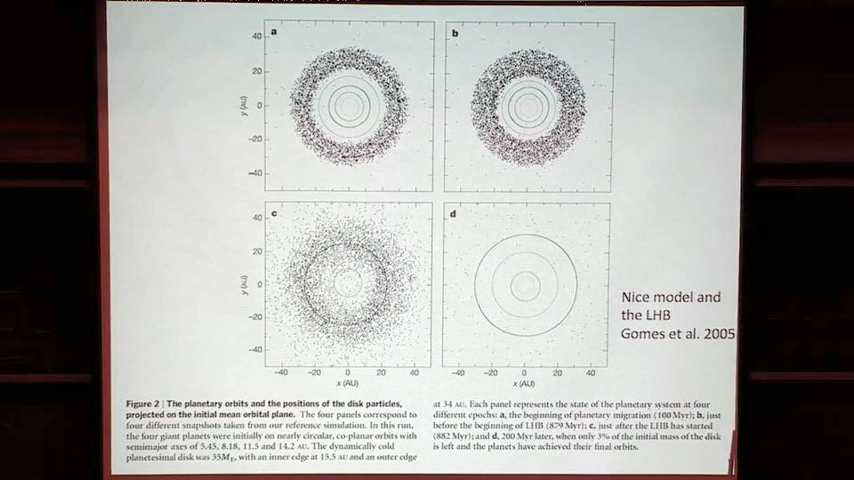 a
b
40
20
0
−20
−40
y (AU)
c
d
40
20
0
−20
−40
y (AU)
−40 −20 0 20 40
−40 −20 0 20 40
x (AU)
x (AU)
Nice model and
the LHB
Gomes et al. 2005
Figure 2 | The planetary orbits and the positions of the disk particles,
projected on the initial mean orbital plane. The four panels correspond to
four different snapshots taken from our reference simulation. In this run,
the four giant planets were initially on nearly circular, co-planar orbits with
semimajor axes of 5.45, 8.18, 11.5 and 14.2 AU. The dynamically cold
planetesimal disk was 35M_E, with an inner edge at 15.5 AU and an outer edge
at 34 AU. Each panel represents the state of the planetary system at four
different epochs: a, the beginning of planetary migration (100 Myr); b, just
before the beginning of LHB (879 Myr); c, just after the LHB has started
(882 Myr); and d, 200 Myr later, when only 3% of the initial mass of the disk
is left and the planets have achieved their final orbits.